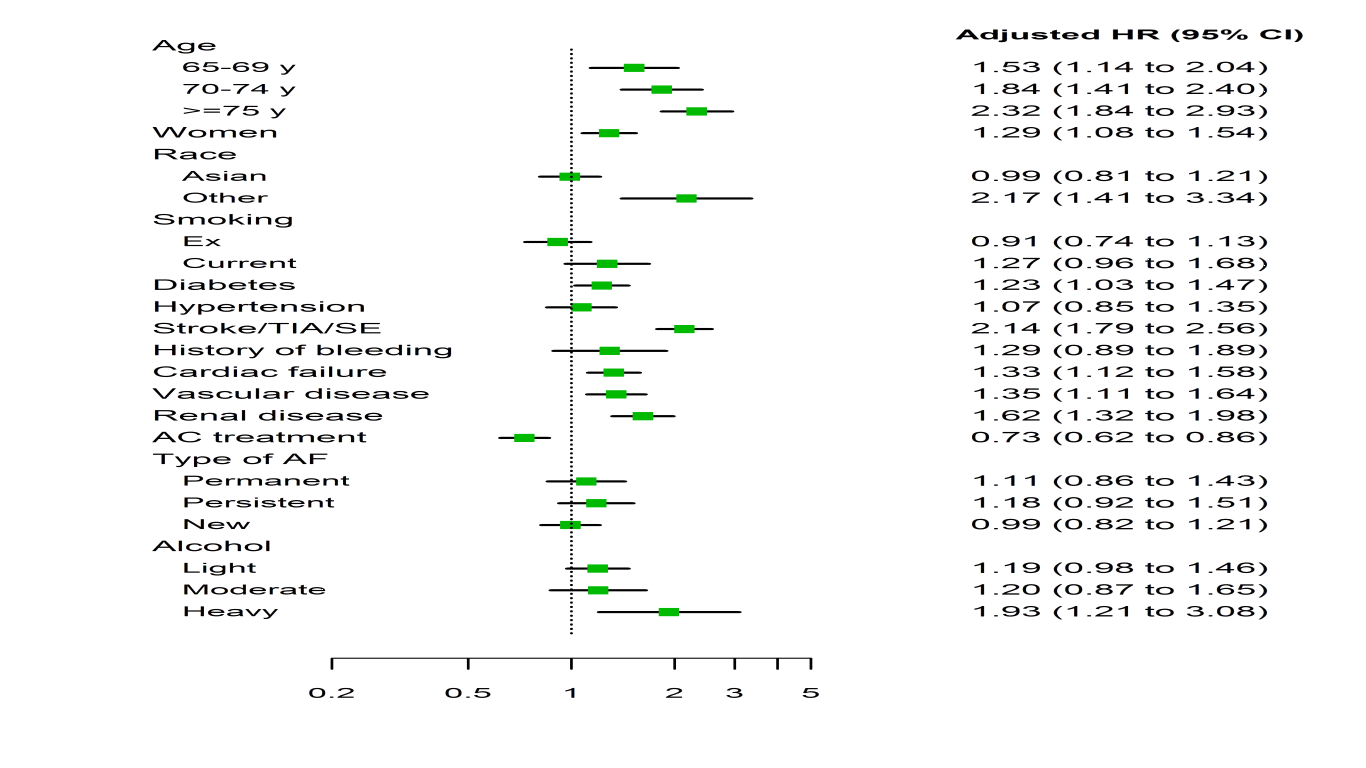 Adjusted HR (95% CI)
Age
65-69 y 1.53 (1.14 to 2.04)
70-74 y 1.84 (1.41 to 2.40)
>=75 y 2.32 (1.84 to 2.93)
Women 1.29 (1.08 to 1.54)
Race
Asian 0.99 (0.81 to 1.21)
Other 2.17 (1.41 to 3.34)
Smoking
Ex 0.91 (0.74 to 1.13)
Current 1.27 (0.96 to 1.68)
Diabetes 1.23 (1.03 to 1.47)
Hypertension 1.07 (0.85 to 1.35)
Stroke/TIA/SE 2.14 (1.79 to 2.56)
History of bleeding 1.29 (0.89 to 1.89)
Cardiac failure 1.33 (1.12 to 1.58)
Vascular disease 1.35 (1.11 to 1.64)
Renal disease 1.62 (1.32 to 1.98)
AC treatment 0.73 (0.62 to 0.86)
Type of AF
Permanent 1.11 (0.86 to 1.43)
Persistent 1.18 (0.92 to 1.51)
New 0.99 (0.82 to 1.21)
Alcohol
Light 1.19 (0.98 to 1.46)
Moderate 1.20 (0.87 to 1.65)
Heavy 1.93 (1.21 to 3.08)
0.2 0.5 1 2 3 5